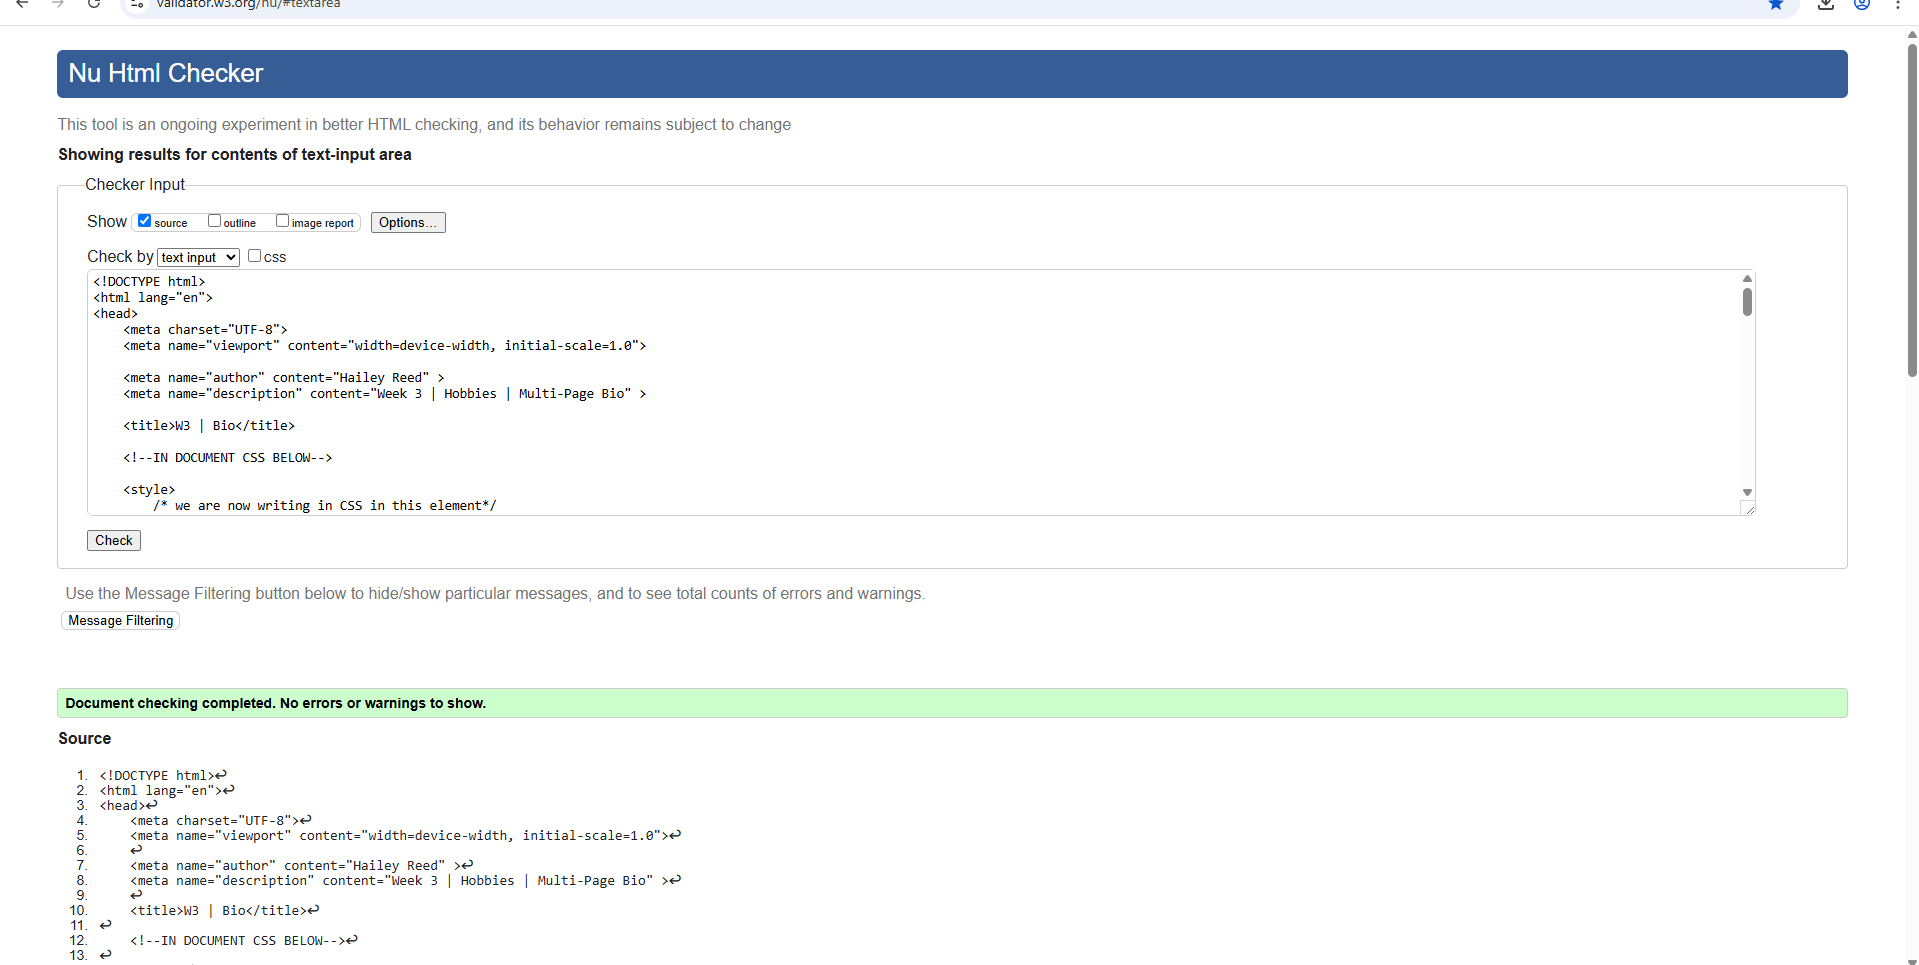 validator.w3.org/nu/#textarea
Nu Html Checker
This tool is an ongoing experiment in better HTML checking, and its behavior remains subject to change
Showing results for contents of text-input area
Checker Input
Show source outline image report Options...
Check by text input css
<!DOCTYPE html>
<html lang="en">
<head>
    <meta charset="UTF-8">
    <meta name="viewport" content="width=device-width, initial-scale=1.0">
    <meta name="author" content="Hailey Reed" >
    <meta name="description" content="Week 3 | Hobbies | Multi-Page Bio" >
    <title>W3 | Bio</title>
    <!--IN DOCUMENT CSS BELOW-->
    <style>
        /* we are now writing in CSS in this element*/
Check
Use the Message Filtering button below to hide/show particular messages, and to see total counts of errors and warnings.
Message Filtering
Document checking completed. No errors or warnings to show.
Source
1. <!DOCTYPE html>↩
2. <html lang="en">↩
3. <head>↩
4.     <meta charset="UTF-8">↩
5.     <meta name="viewport" content="width=device-width, initial-scale=1.0">↩
6.     ↩
7.     <meta name="author" content="Hailey Reed" >↩
8.     <meta name="description" content="Week 3 | Hobbies | Multi-Page Bio" >↩
9.     ↩
10.     <title>W3 | Bio</title>↩
11. ↩
12.     <!--IN DOCUMENT CSS BELOW-->↩
13. ↩